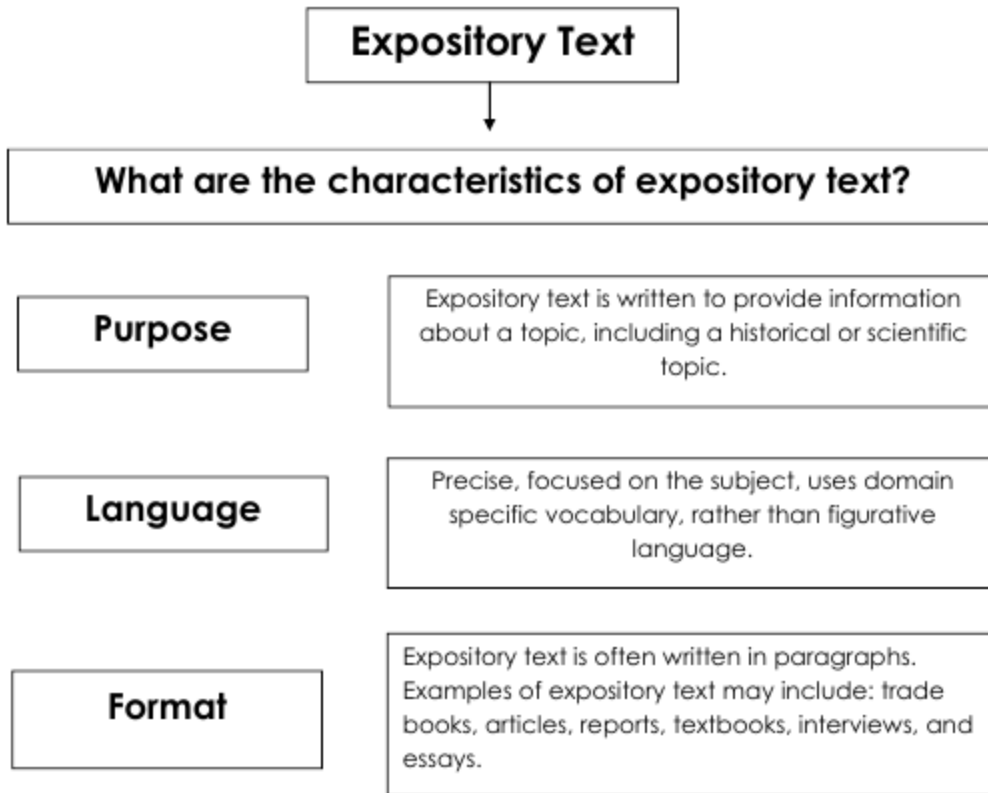 Expository Text
What are the characteristics of expository text?
Purpose
Expository text is written to provide information
about a topic, including a historical or scientific
topic.
Language
Precise, focused on the subject, uses domain
specific vocabulary, rather than figurative
language.
Format
Expository text is often written in paragraphs.
Examples of expository text may include: trade
books, articles, reports, textbooks, interviews, and
essays.